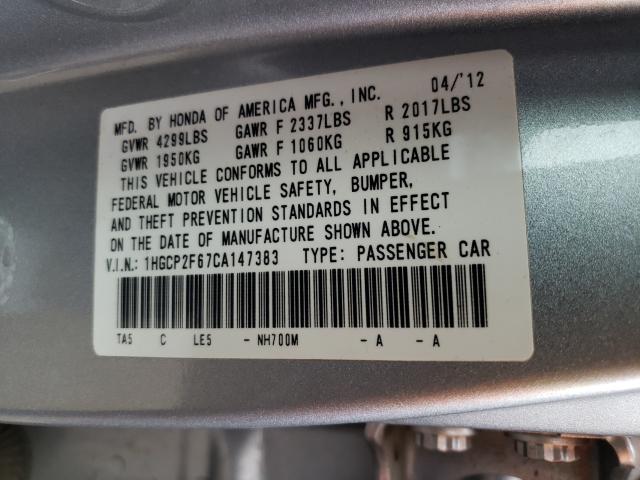 MFD. BY HONDA OF AMERICA MFG., INC. 04/'12
GVWR 4299LBS GAWR F 2337LBS R 2017LBS
GVWR 1950KG GAWR F 1060KG R 915KG
THIS VEHICLE CONFORMS TO ALL APPLICABLE
FEDERAL MOTOR VEHICLE SAFETY, BUMPER,
AND THEFT PREVENTION STANDARDS IN EFFECT
ON THE DATE OF MANUFACTURE SHOWN ABOVE.
V.I.N.: 1HGCP2F67CA147383 TYPE: PASSENGER CAR
TA5 C LE5 - NH700M - A - A